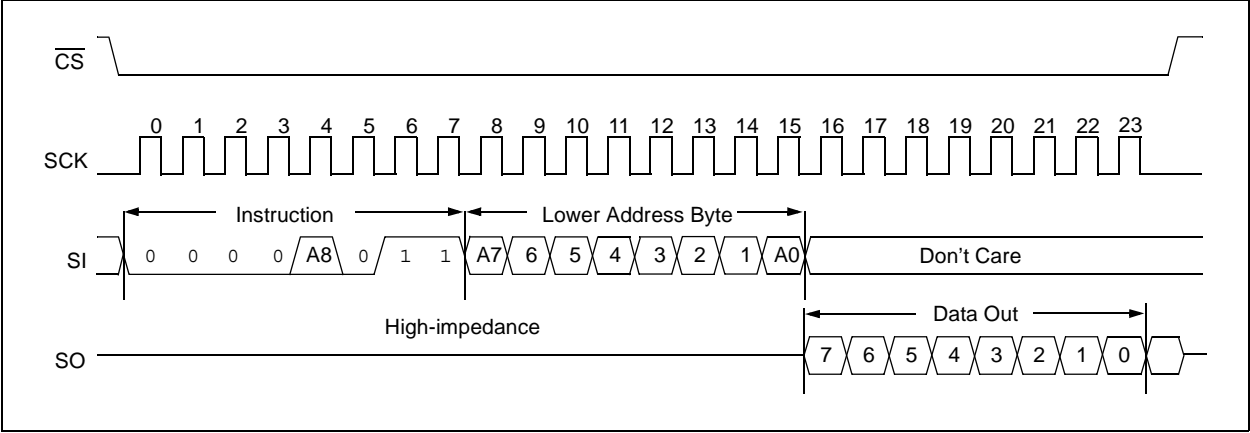 CS
0 1 2 3 4 5 6 7 8 9 10 11 12 13 14 15 16 17 18 19 20 21 22 23
SCK
Instruction Lower Address Byte
SI 0 0 0 0 A8 0 1 1 A7 6 5 4 3 2 1 A0 Don't Care
High-impedance Data Out
SO 7 6 5 4 3 2 1 0